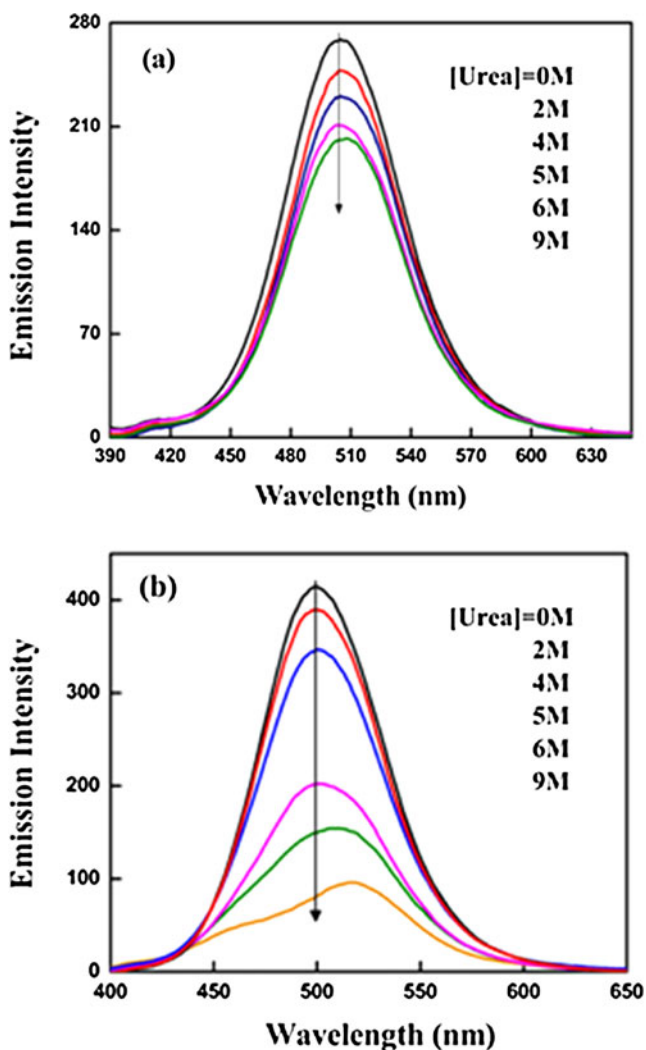 280
(a)
[Urea]=0M
2M
210
4M
5M
6M
140
9M
70
0
390 420 450 480 510 540 570 600 630
Emission Intensity
Wavelength (nm)
(b)
400
[Urea]=0M
2M
4M
300
5M
6M
200
9M
100
0
400 450 500 550 600 650
Emission Intensity
Wavelength (nm)